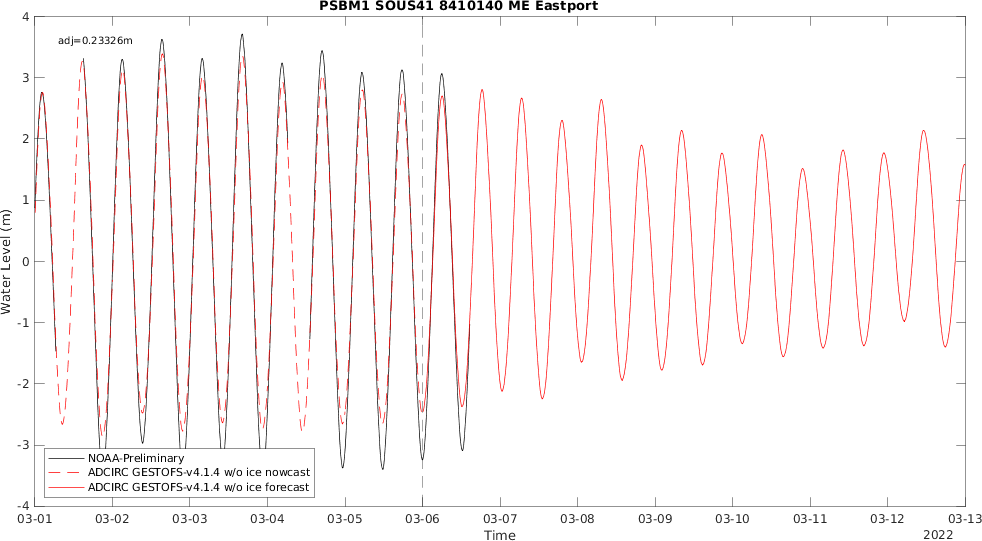 PSBM1 SOUS41 8410140 ME Eastport
4
adj=0.23326m
3
2
1
0
-1
-2
-3
-4
Water Level (m)
NOAA-Preliminary
ADCIRC GESTOFS-v4.1.4 w/o ice nowcast
ADCIRC GESTOFS-v4.1.4 w/o ice forecast
03-01 03-02 03-03 03-04 03-05 03-06 03-07 03-08 03-09 03-10 03-11 03-12 03-13
Time
2022